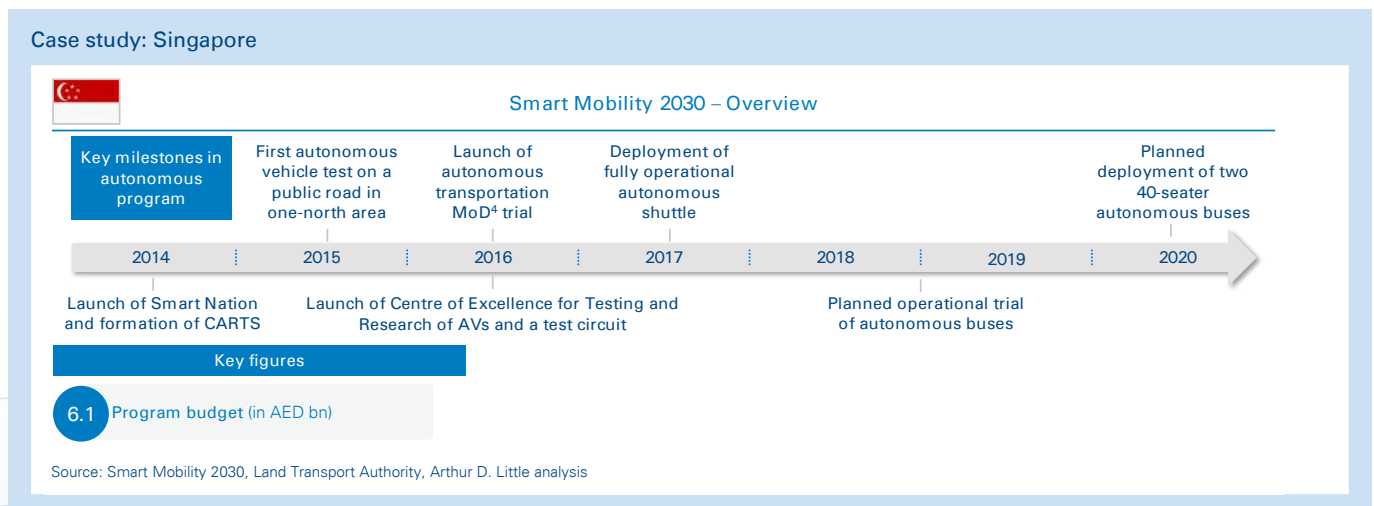 Case study: Singapore
Smart Mobility 2030 – Overview
Key milestones in
autonomous
program
First autonomous
vehicle test on a
public road in
one-north area
Launch of
autonomous
transportation
MoD⁴ trial
Deployment of
fully operational
autonomous
shuttle
Planned
deployment of two
40-seater
autonomous buses
2014
2015
2016
2017
2018
2019
2020
Launch of Smart Nation
and formation of CARTS
Launch of Centre of Excellence for Testing and
Research of AVs and a test circuit
Planned operational trial
of autonomous buses
Key figures
6.1 Program budget (in AED bn)
Source: Smart Mobility 2030, Land Transport Authority, Arthur D. Little analysis